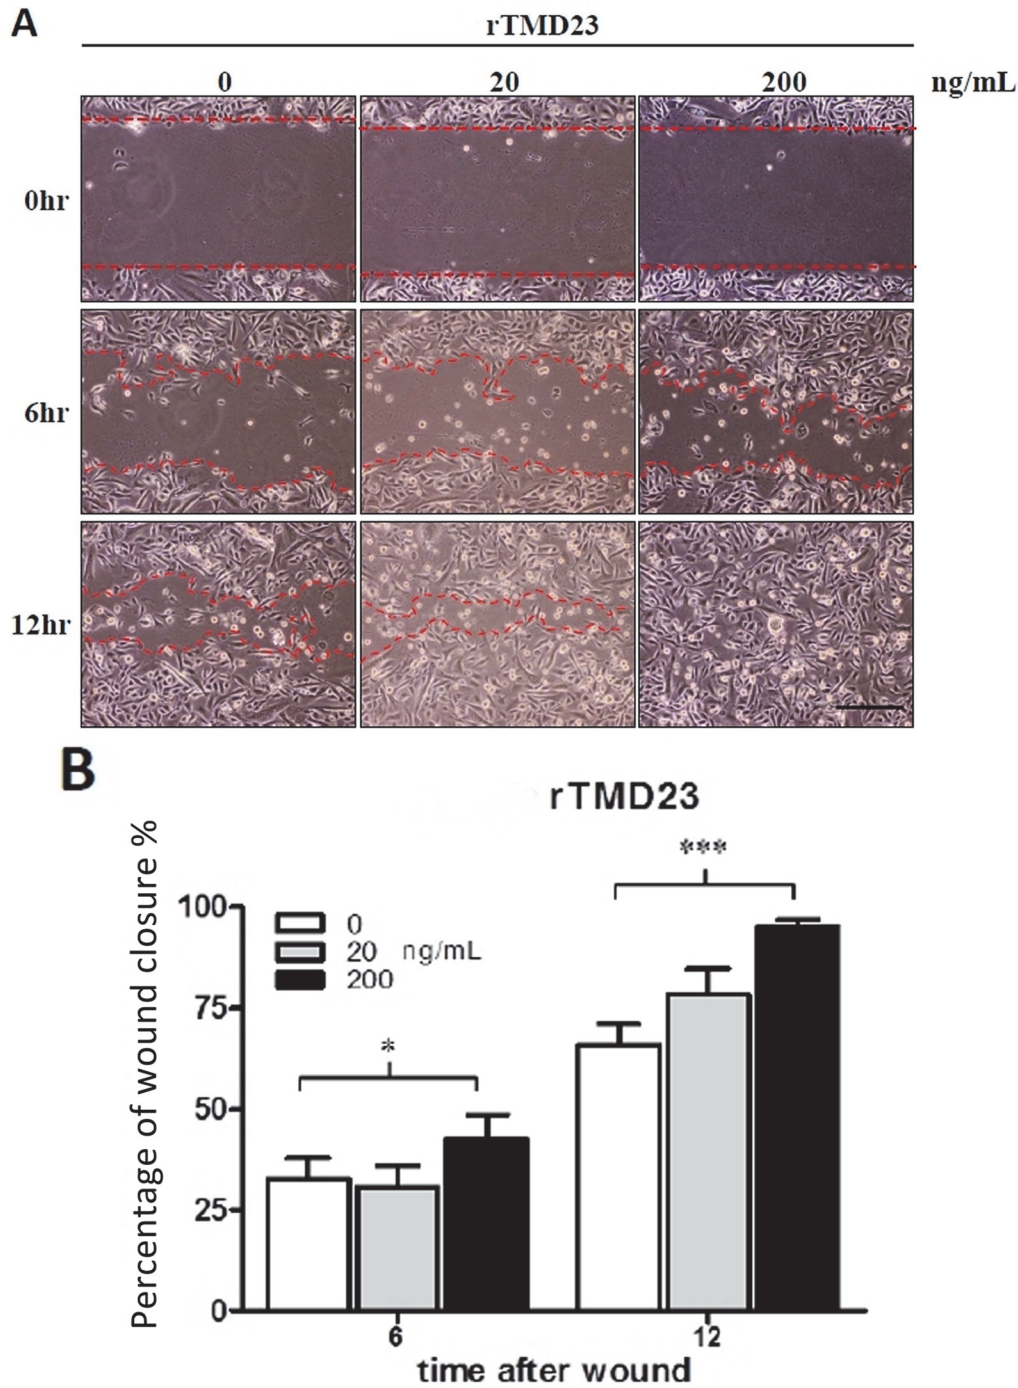 A
rTMD23
0 20 200 ng/mL
0hr
6hr
12hr
B
rTMD23
Percentage of wound closure %
100
75
50
25
0
0
20 ng/mL
200
*
***
6 12
time after wound